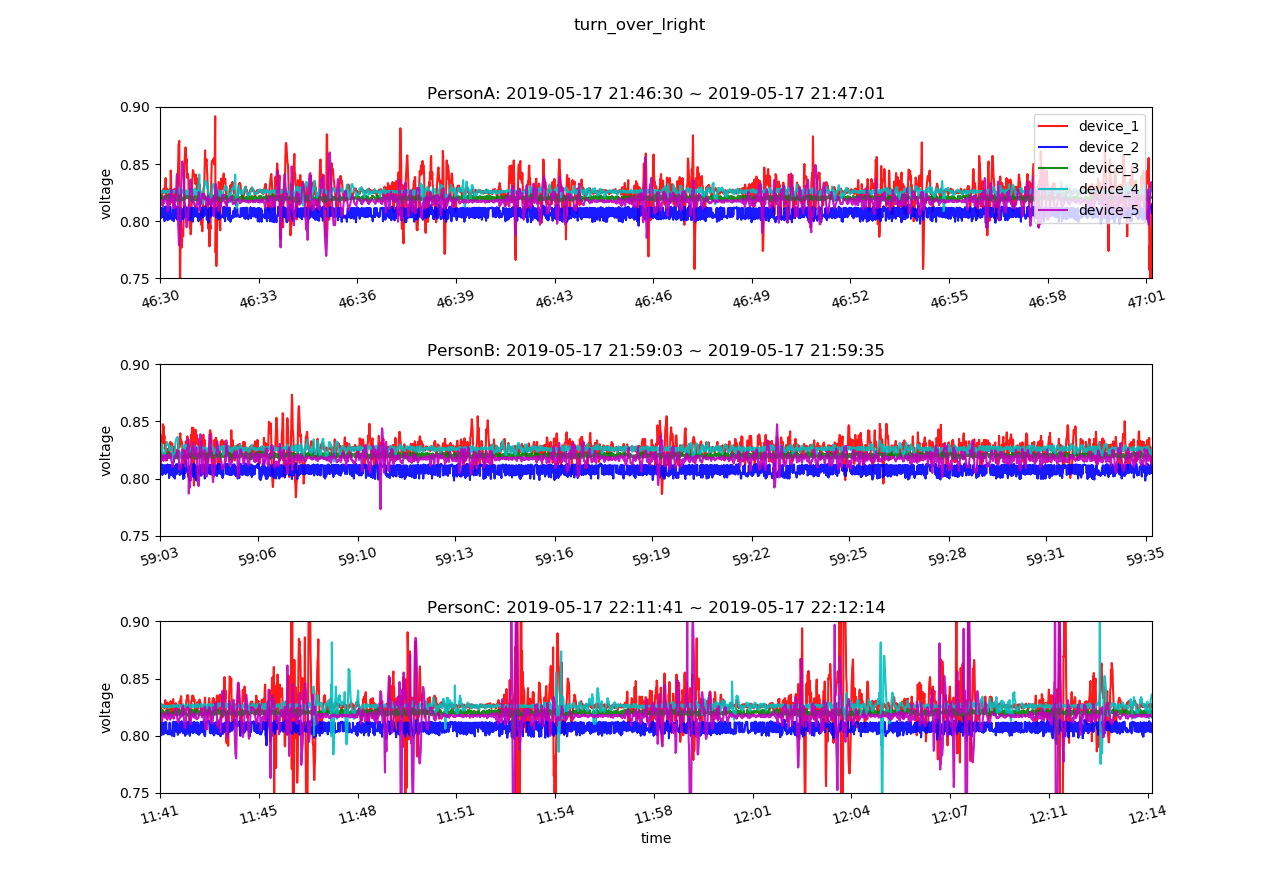 turn_over_lright
PersonA: 2019-05-17 21:46:30 ~ 2019-05-17 21:47:01
0.90
0.85
0.80
0.75
voltage
device_1
device_2
device_3
device_4
device_5
46:30 46:33 46:36 46:39 46:43 46:46 46:49 46:52 46:55 46:58 47:01
PersonB: 2019-05-17 21:59:03 ~ 2019-05-17 21:59:35
0.90
0.85
0.80
0.75
voltage
59:03 59:06 59:10 59:13 59:16 59:19 59:22 59:25 59:28 59:31 59:35
PersonC: 2019-05-17 22:11:41 ~ 2019-05-17 22:12:14
0.90
0.85
0.80
0.75
voltage
11:41 11:45 11:48 11:51 11:54 11:58 12:01 12:04 12:07 12:11 12:14
time